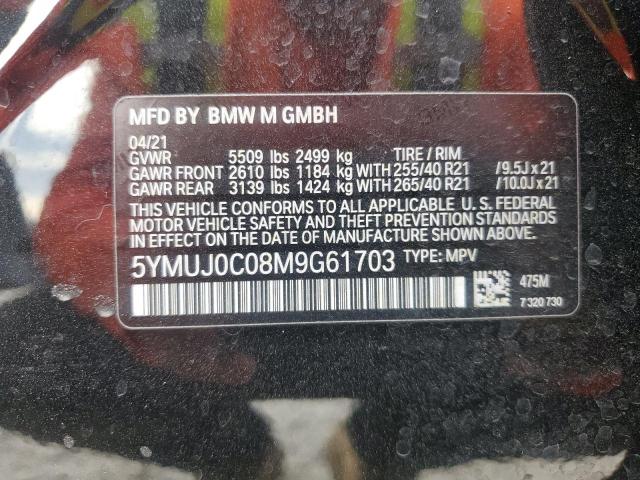 MFD BY BMW M GMBH
04/21
GVWR 5509 lbs 2499 kg TIRE / RIM
GAWR FRONT 2610 lbs 1184 kg WITH 255/40 R21 / 9.5J x 21
GAWR REAR 3139 lbs 1424 kg WITH 265/40 R21 / 10.0J x 21
THIS VEHICLE CONFORMS TO ALL APPLICABLE U. S. FEDERAL
MOTOR VEHICLE SAFETY AND THEFT PREVENTION STANDARDS
IN EFFECT ON THE DATE OF MANUFACTURE SHOWN ABOVE.
5YMUJ0C08M9G61703 TYPE: MPV
475M
7 320 730